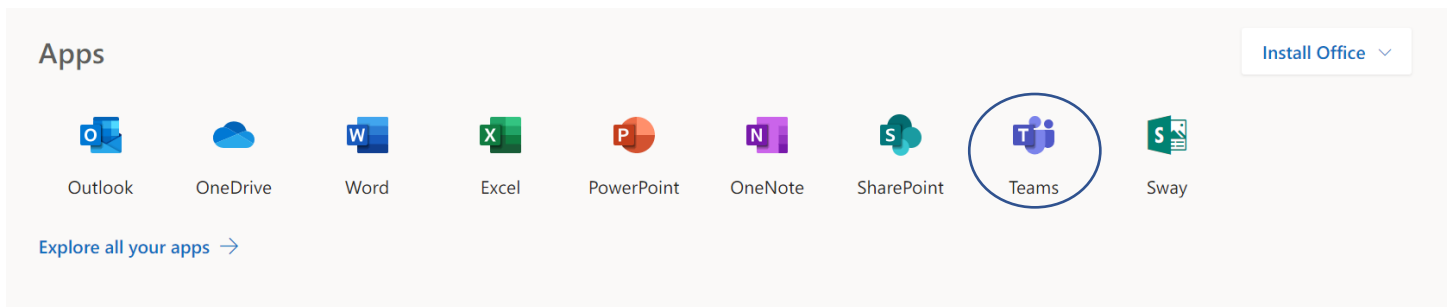 Apps
Install Office
O
W
X
P
N
S
T
S
Outlook
OneDrive
Word
Excel
PowerPoint
OneNote
SharePoint
Teams
Sway
Explore all your apps